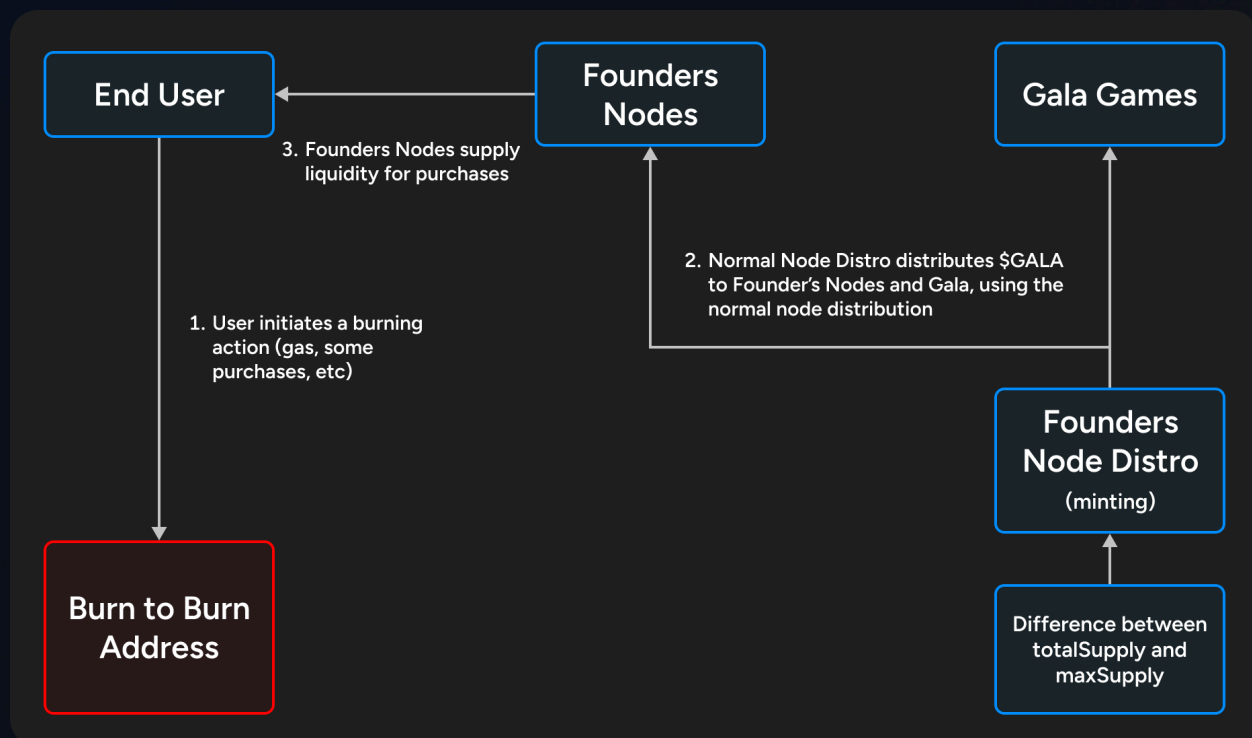 End User
Founders
Nodes
Gala Games
3. Founders Nodes supply
liquidity for purchases
2. Normal Node Distro distributes $GALA
to Founder’s Nodes and Gala, using the
normal node distribution
1. User initiates a burning
action (gas, some
purchases, etc)
Founders
Node Distro
(minting)
Burn to Burn
Address
Difference between
totalSupply and
maxSupply